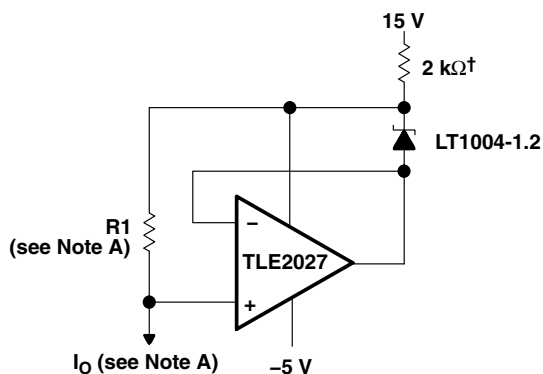 15 V
2 kΩ†
LT1004-1.2
R1
(see Note A)
−
TLE2027
+
−5 V
IO (see Note A)